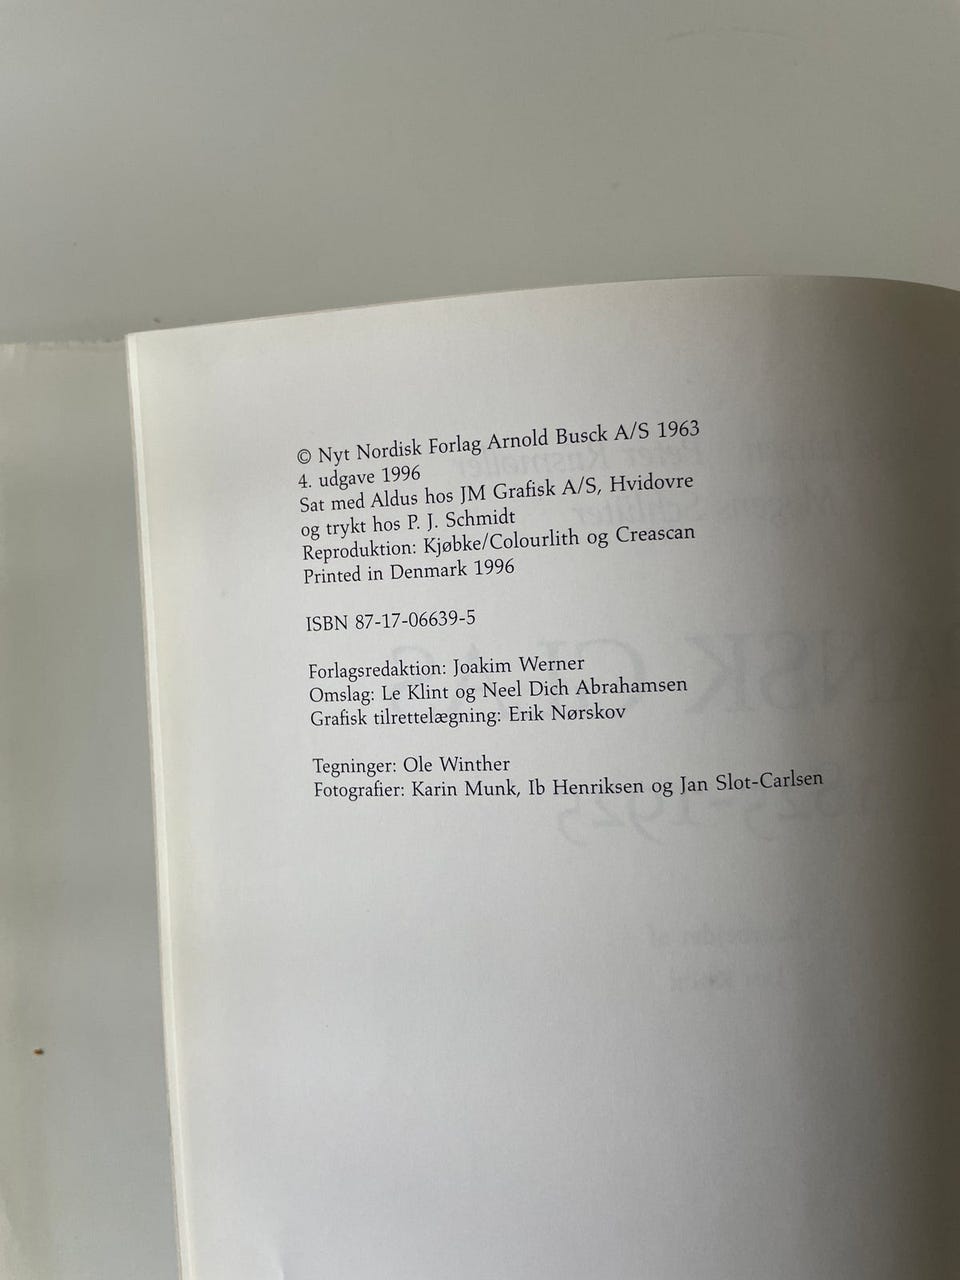 © Nyt Nordisk Forlag Arnold Busck A/S 1963
4. udgave 1996
Sat med Aldus hos JM Grafisk A/S, Hvidovre
og trykt hos P. J. Schmidt
Reproduktion: Kjøbke/Colourlith og Creascan
Printed in Denmark 1996
ISBN 87-17-06639-5
Forlagsredaktion: Joakim Werner
Omslag: Le Klint og Neel Dich Abrahamsen
Grafisk tilrettelægning: Erik Nørskov
Tegninger: Ole Winther
Fotografier: Karin Munk, Ib Henriksen og Jan Slot-Carlsen